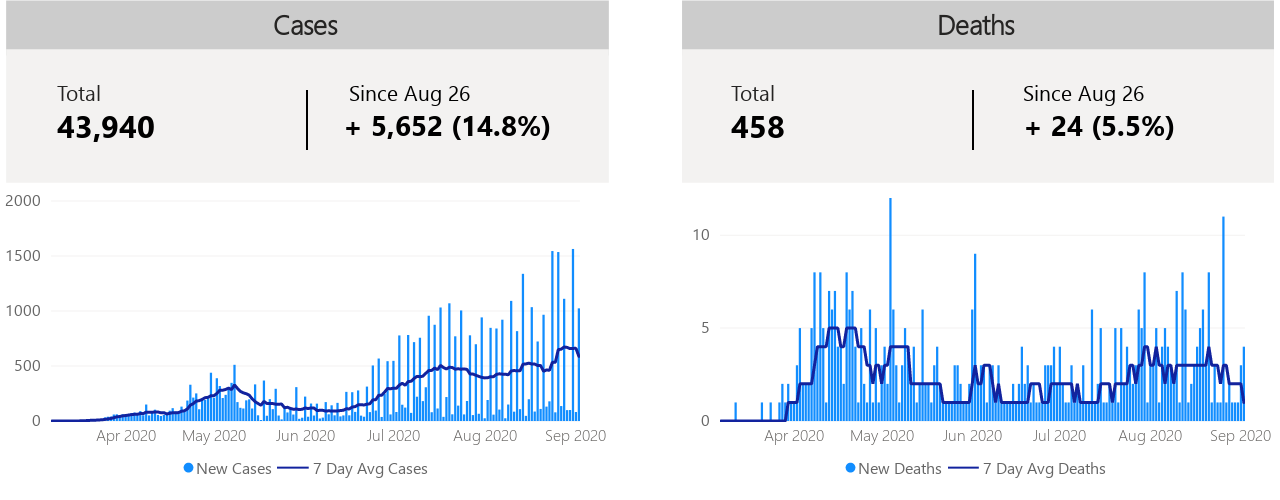 Cases
Total
Since Aug 26
43,940
+ 5,652 (14.8%)
2000
1500
1000
500
0
Apr 2020 May 2020 Jun 2020 Jul 2020 Aug 2020 Sep 2020
New Cases 7 Day Avg Cases
Deaths
Total
Since Aug 26
458
+ 24 (5.5%)
10
5
0
Apr 2020 May 2020 Jun 2020 Jul 2020 Aug 2020 Sep 2020
New Deaths 7 Day Avg Deaths